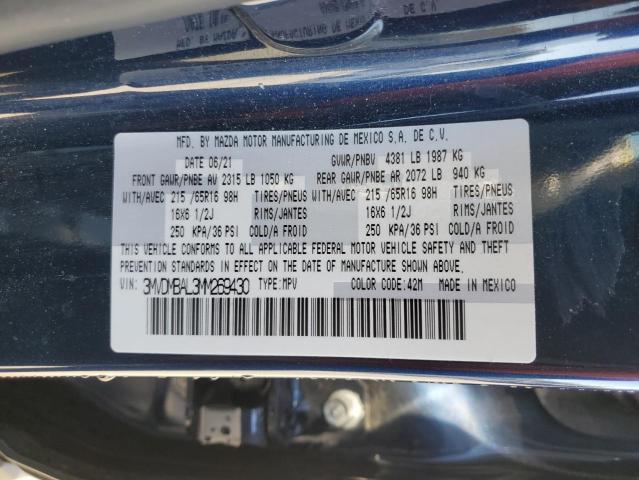 MFD. BY MAZDA MOTOR MANUFACTURING DE MEXICO S.A. DE C.V.
DATE 06/21 GVWR/PNBV 4381 LB 1987 KG
FRONT GAWR/PNBE AV 2315 LB 1050 KG REAR GAWR/PNBE AR 2072 LB 940 KG
WITH/AVEC 215 /65R16 98H TIRES/PNEUS WITH/AVEC 215 /65R16 98H TIRES/PNEUS
16X6 1/2J RIMS/JANTES 16X6 1/2J RIMS/JANTES
250 KPA/36 PSI COLD/A FROID 250 KPA/36 PSI COLD/A FROID
THIS VEHICLE CONFORMS TO ALL APPLICABLE FEDERAL MOTOR VEHICLE SAFETY AND THEFT
PREVENTION STANDARDS IN EFFECT ON THE DATE OF MANUFACTURE SHOWN ABOVE.
VIN: 3MVDMBAL3MM269430 TYPE:MPV COLOR CODE:42M MADE IN MEXICO